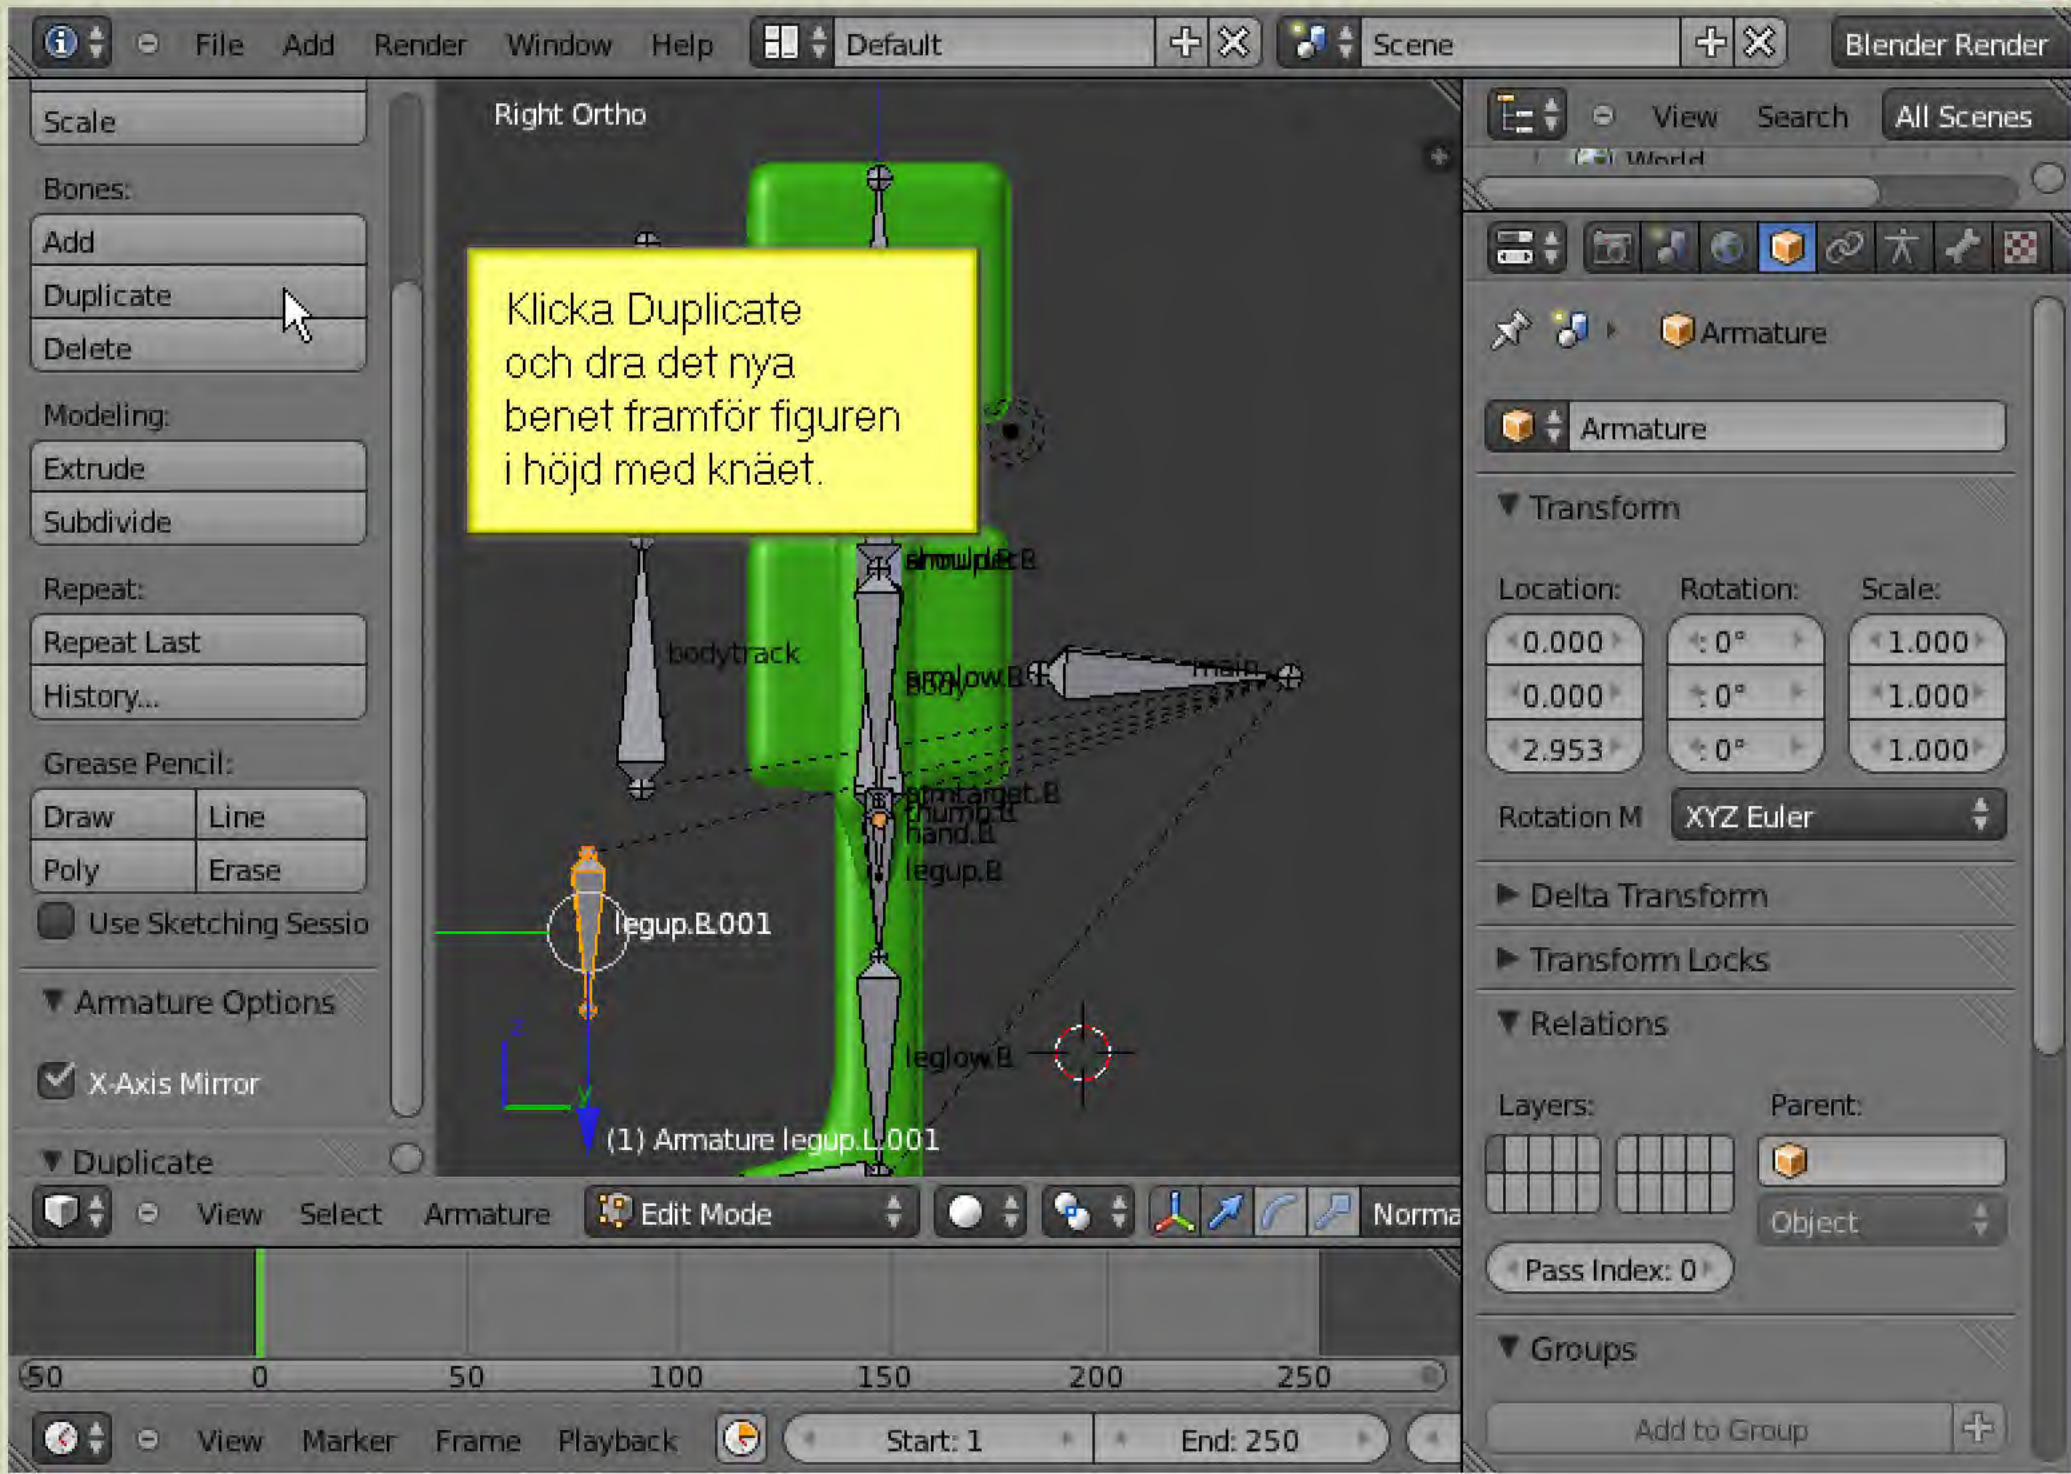 File Add Render Window Help Default Scene Blender Render
Scale
Bones:
Add
Duplicate
Delete
Modeling:
Extrude
Subdivide
Repeat:
Repeat Last
History...
Grease Pencil:
Draw Line
Poly Erase
Use Sketching Sessio
Armature Options
X-Axis Mirror
Duplicate
Right Ortho
Klicka Duplicate
och dra det nya
benet framför figuren
i höjd med knäet.
bodytrack
main
body
hand.
legup.
leglow.
z
y
(1) Armature legup.L.001
View Select Armature Edit Mode Norma
-50 0 50 100 150 200 250
View Marker Frame Playback Start: 1 End: 250
View Search All Scenes
World
Armature
Armature
Transform
Location: Rotation: Scale:
0.000 : 0° 1.000
0.000 : 0° 1.000
2.953 : 0° 1.000
Rotation M XYZ Euler
Delta Transform
Transform Locks
Relations
Layers: Parent:
Object
Pass Index: 0
Groups
Add to Group